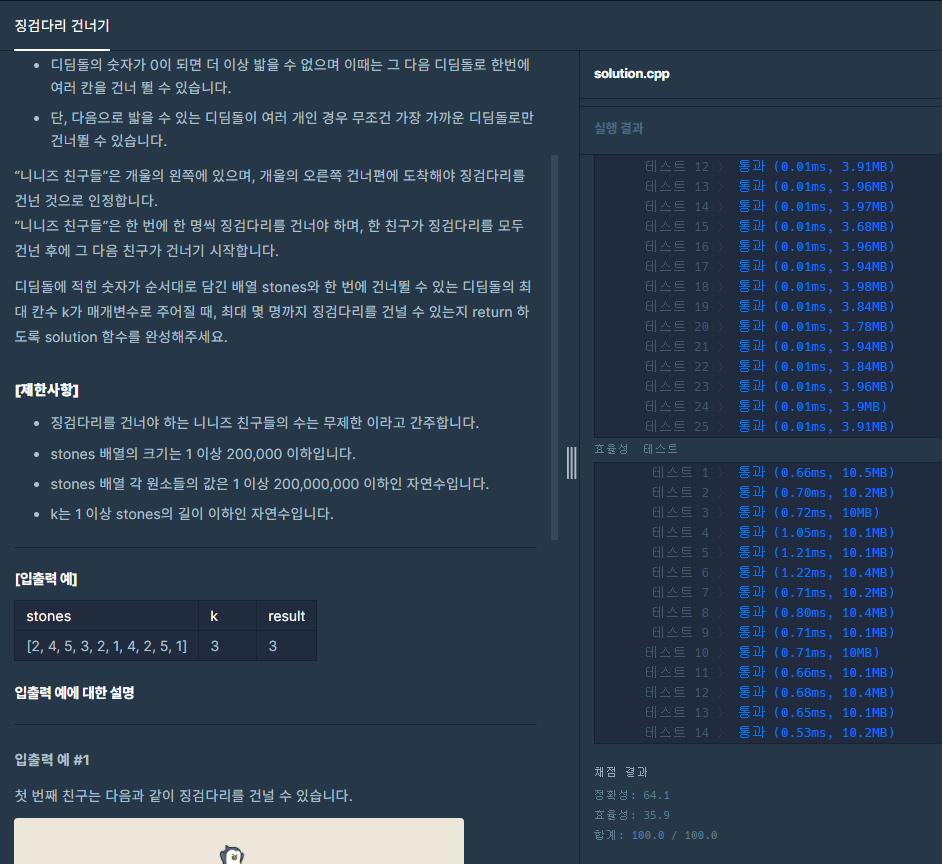 징검다리 건너기
디딤돌의 숫자가 0이 되면 더 이상 밟을 수 없으며 이때는 그 다음 디딤돌로 한번에
여러 칸을 건너 뛸 수 있습니다.
단, 다음으로 밟을 수 있는 디딤돌이 여러 개인 경우 무조건 가장 가까운 디딤돌로만
건너뛸 수 있습니다.
“니니즈 친구들”은 개울의 왼쪽에 있으며, 개울의 오른쪽 건너편에 도착해야 징검다리를
건넌 것으로 인정합니다.
“니니즈 친구들”은 한 번에 한 명씩 징검다리를 건너야 하며, 한 친구가 징검다리를 모두
건넌 후에 그 다음 친구가 건너기 시작합니다.
디딤돌에 적힌 숫자가 순서대로 담긴 배열 stones와 한 번에 건너뛸 수 있는 디딤돌의 최
대 칸수 k가 매개변수로 주어질 때, 최대 몇 명까지 징검다리를 건널 수 있는지 return 하
도록 solution 함수를 완성해주세요.
[제한사항]
징검다리를 건너야 하는 니니즈 친구들의 수는 무제한 이라고 간주합니다.
stones 배열의 크기는 1 이상 200,000 이하입니다.
stones 배열 각 원소들의 값은 1 이상 200,000,000 이하인 자연수입니다.
k는 1 이상 stones의 길이 이하인 자연수입니다.
[입출력 예]
stones k result
[2, 4, 5, 3, 2, 1, 4, 2, 5, 1] 3 3
입출력 예에 대한 설명
입출력 예 #1
첫 번째 친구는 다음과 같이 징검다리를 건널 수 있습니다.
solution.cpp
실행 결과
테스트 12 〉 통과 (0.01ms, 3.91MB)
테스트 13 〉 통과 (0.01ms, 3.96MB)
테스트 14 〉 통과 (0.01ms, 3.97MB)
테스트 15 〉 통과 (0.01ms, 3.68MB)
테스트 16 〉 통과 (0.01ms, 3.96MB)
테스트 17 〉 통과 (0.01ms, 3.94MB)
테스트 18 〉 통과 (0.01ms, 3.98MB)
테스트 19 〉 통과 (0.01ms, 3.84MB)
테스트 20 〉 통과 (0.01ms, 3.78MB)
테스트 21 〉 통과 (0.01ms, 3.94MB)
테스트 22 〉 통과 (0.01ms, 3.84MB)
테스트 23 〉 통과 (0.01ms, 3.96MB)
테스트 24 〉 통과 (0.01ms, 3.9MB)
테스트 25 〉 통과 (0.01ms, 3.91MB)
효율성 테스트
테스트 1 〉 통과 (0.66ms, 10.5MB)
테스트 2 〉 통과 (0.70ms, 10.2MB)
테스트 3 〉 통과 (0.72ms, 10MB)
테스트 4 〉 통과 (1.05ms, 10.1MB)
테스트 5 〉 통과 (1.21ms, 10.1MB)
테스트 6 〉 통과 (1.22ms, 10.4MB)
테스트 7 〉 통과 (0.71ms, 10.2MB)
테스트 8 〉 통과 (0.80ms, 10.4MB)
테스트 9 〉 통과 (0.71ms, 10.1MB)
테스트 10 〉 통과 (0.71ms, 10MB)
테스트 11 〉 통과 (0.66ms, 10.1MB)
테스트 12 〉 통과 (0.68ms, 10.4MB)
테스트 13 〉 통과 (0.65ms, 10.1MB)
테스트 14 〉 통과 (0.53ms, 10.2MB)
채점 결과
정확성: 64.1
효율성: 35.9
합계: 100.0 / 100.0